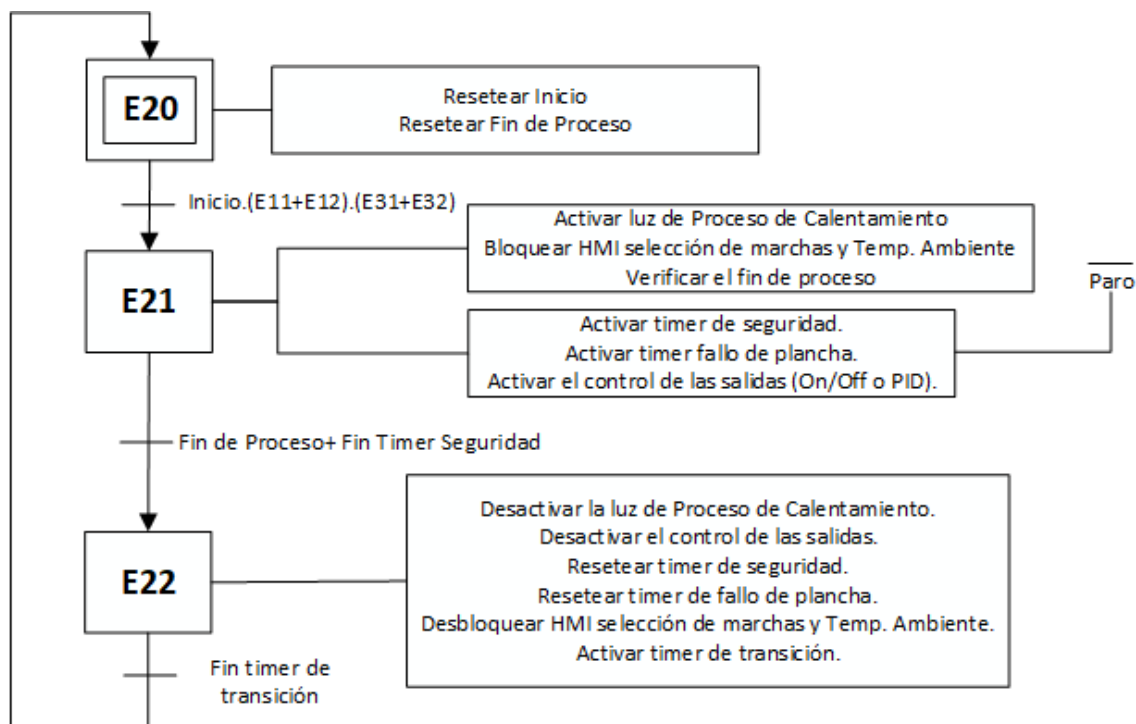 E20
Resetear Inicio
Resetear Fin de Proceso
Inicio.(E11+E12).(E31+E32)
E21
Activar luz de Proceso de Calentamiento
Bloquear HMI selección de marchas y Temp. Ambiente
Verificar el fin de proceso
Paro
Activar timer de seguridad.
Activar timer fallo de plancha.
Activar el control de las salidas (On/Off o PID).
Fin de Proceso+ Fin Timer Seguridad
E22
Desactivar la luz de Proceso de Calentamiento.
Desactivar el control de las salidas.
Resetear timer de seguridad.
Resetear timer de fallo de plancha.
Desbloquear HMI selección de marchas y Temp. Ambiente.
Activar timer de transición.
Fin timer de
transición